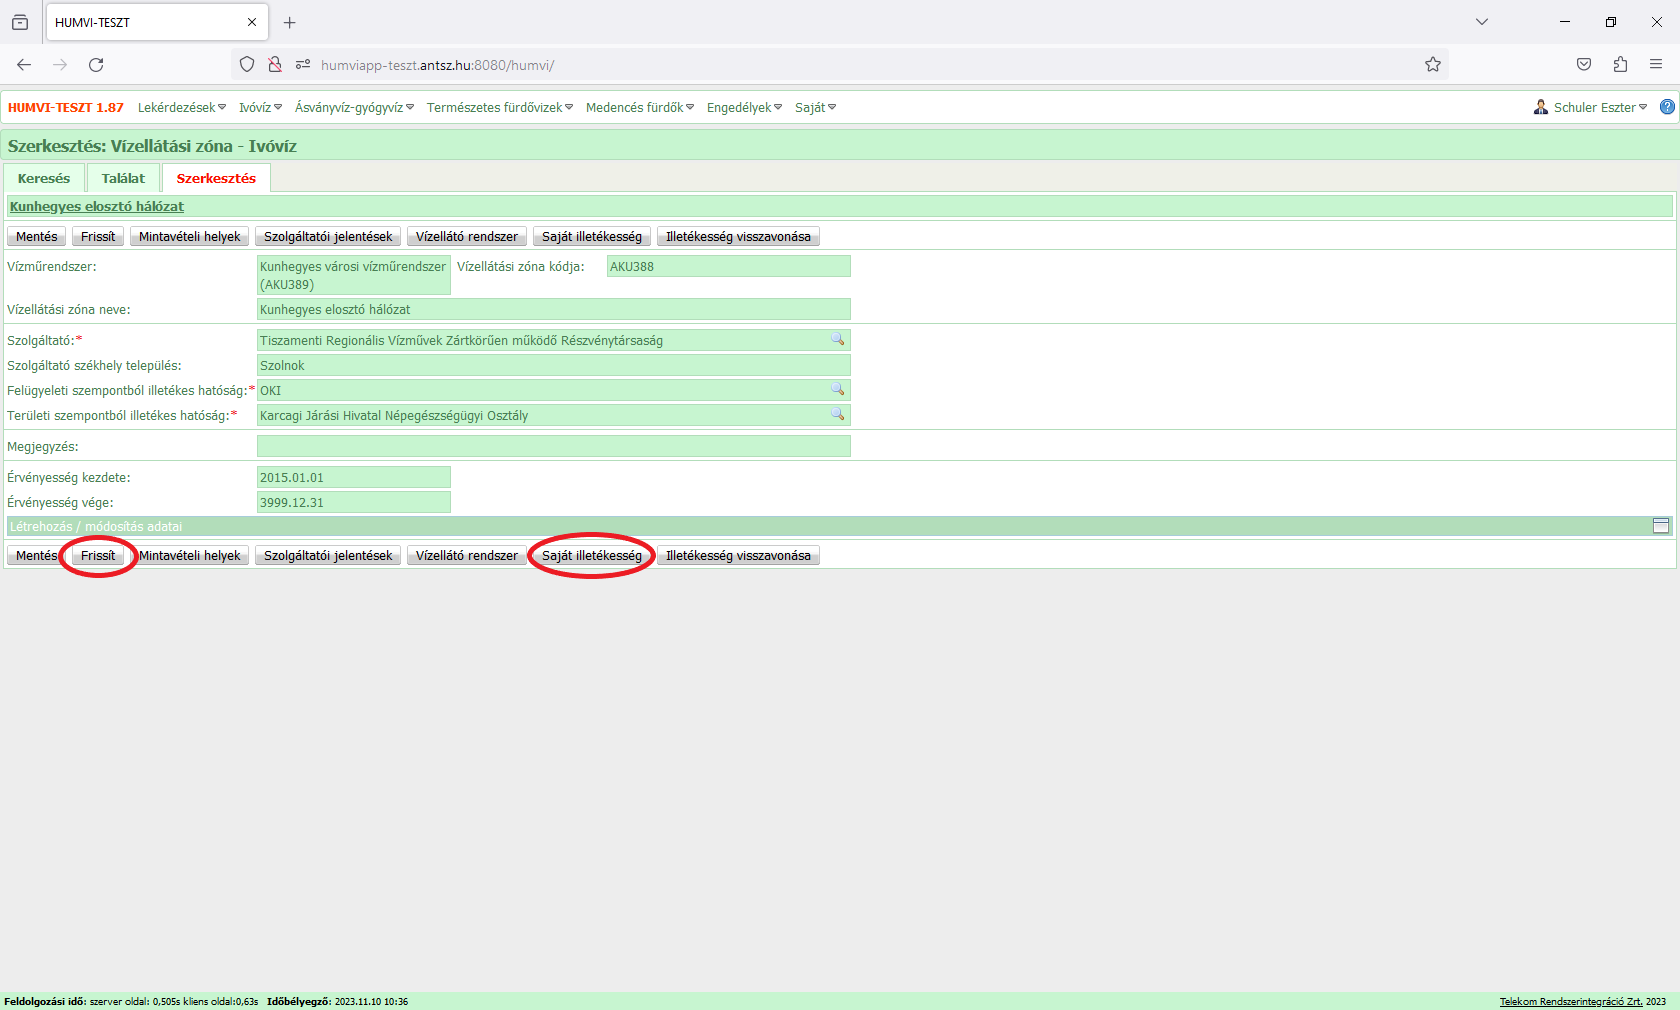 HUMVI-TESZT
humviapp-teszt.antsz.hu:8080/humvi/
HUMVI-TESZT 1.87 Lekérdezések Ivóvíz Ásványvíz-gyógyvíz Természetes fürdővizek Medencés fürdők Engedélyek Saját Schuler Eszter ?
Szerkesztés: Vízellátási zóna - Ivóvíz
Keresés Találat Szerkesztés
Kunhegyes elosztó hálózat
Mentés Frissít Mintavételi helyek Szolgáltatói jelentések Vízellátó rendszer Saját illetékesség Illetékesség visszavonása
Vízműrendszer: Kunhegyes városi vízműrendszer Vízellátási zóna kódja: AKU388
(AKU389)
Vízellátási zóna neve: Kunhegyes elosztó hálózat
Szolgáltató:* Tiszamenti Regionális Vízművek Zártkörűen működő Részvénytársaság
Szolgáltató székhely település: Szolnok
Felügyeleti szempontból illetékes hatóság:* OKI
Területi szempontból illetékes hatóság:* Karcagi Járási Hivatal Népegészségügyi Osztály
Megjegyzés:
Érvényesség kezdete: 2015.01.01
Érvényesség vége: 3999.12.31
Létrehozás / módosítás adatai
Mentés Frissít Mintavételi helyek Szolgáltatói jelentések Vízellátó rendszer Saját illetékesség Illetékesség visszavonása
Feldolgozási idő: szerver oldal: 0,505s kliens oldal:0,63s Időbélyegző: 2023.11.10 10:36 Telekom Rendszerintegráció Zrt. 2023